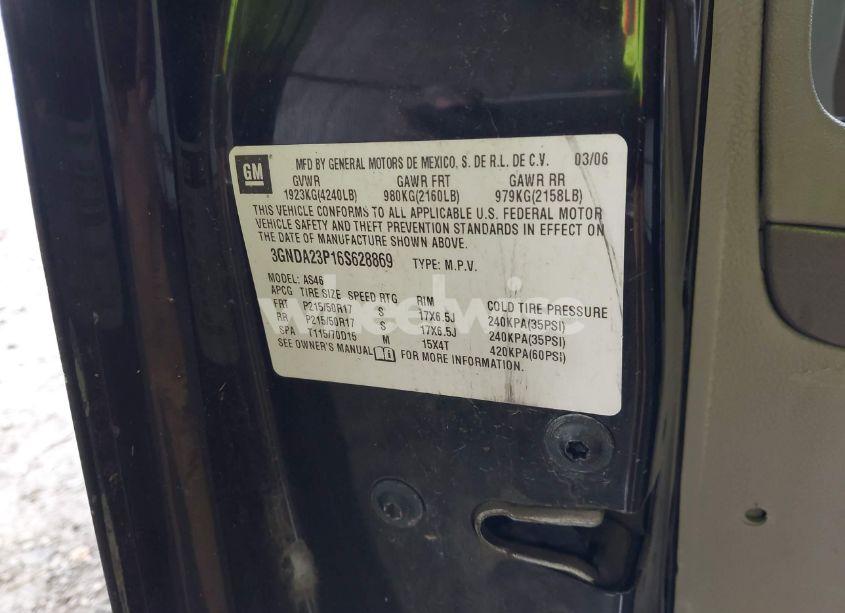 GM
MFD BY GENERAL MOTORS DE MEXICO, S. DE R.L. DE C.V. 03/06
GVWR GAWR FRT GAWR RR
1923KG(4240LB) 980KG(2160LB) 979KG(2158LB)
THIS VEHICLE CONFORMS TO ALL APPLICABLE U.S. FEDERAL MOTOR
VEHICLE SAFETY AND THEFT PREVENTION STANDARDS IN EFFECT ON
THE DATE OF MANUFACTURE SHOWN ABOVE.
3GNDA23P16S628869 TYPE: M.P.V.
MODEL: AS46
APCG TIRE SIZE SPEED RTG RIM COLD TIRE PRESSURE
FRT P215/50R17 S 17X6.5J 240KPA(35PSI)
RR P215/50R17 S 17X6.5J 240KPA(35PSI)
SPA T115/70D15 M 15X4T 420KPA(60PSI)
SEE OWNER'S MANUAL FOR MORE INFORMATION.